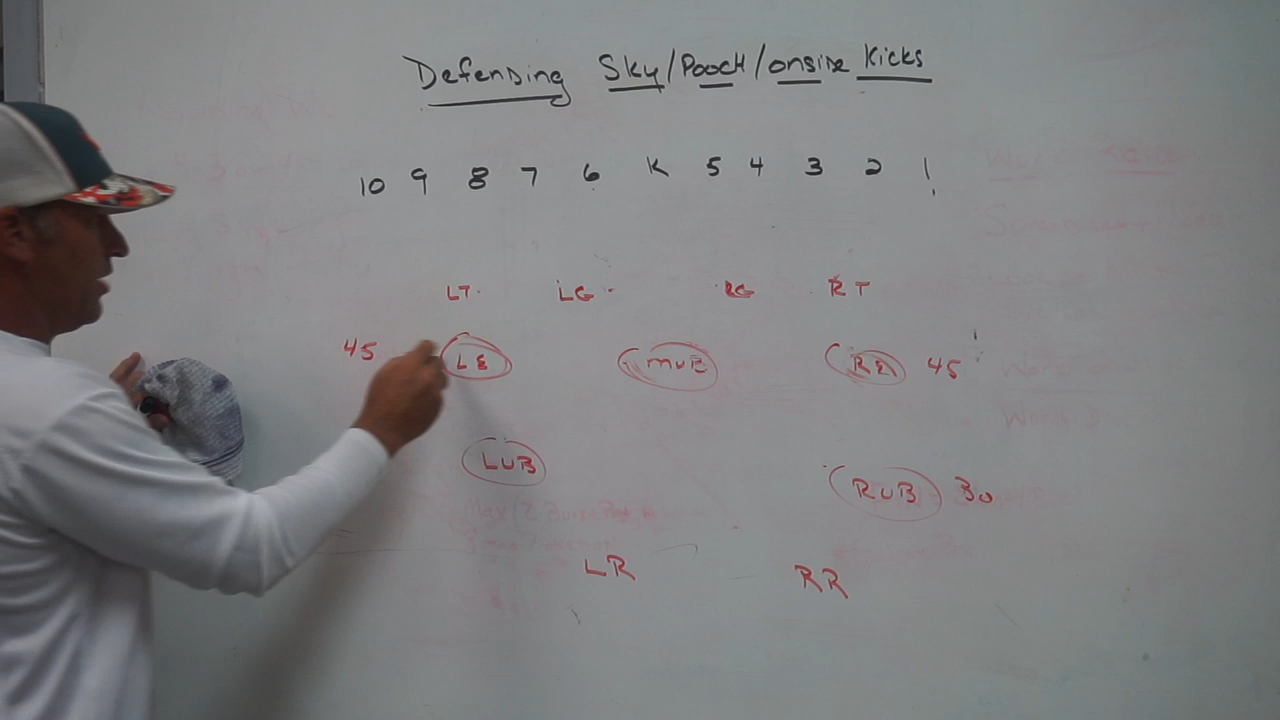 Defending Sky/Pooch/onside Kicks
10 9 8 7 6 K 5 4 3 2 1
LT LG RG RT
45 LE MUB RE 45
LUB
RUB 30
LR RR